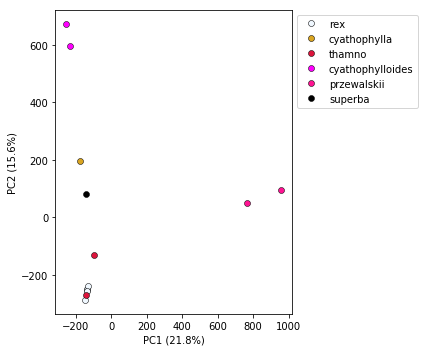 rex
cyathophylla
thamno
cyathophylloides
przewalskii
superba
600
400
200
0
−200
−200 0 200 400 600 800 1000
PC2 (15.6%)
PC1 (21.8%)